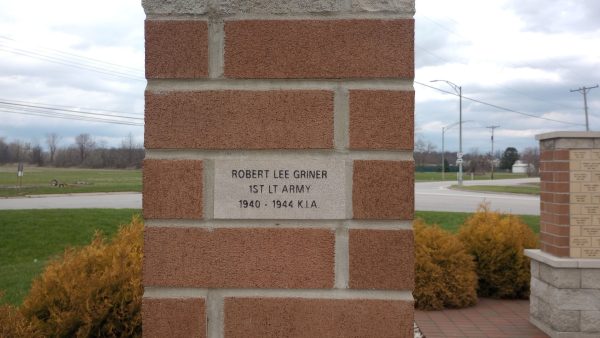 ROBERT LEE GRINER
1ST LT ARMY
1940 - 1944 K.I.A.